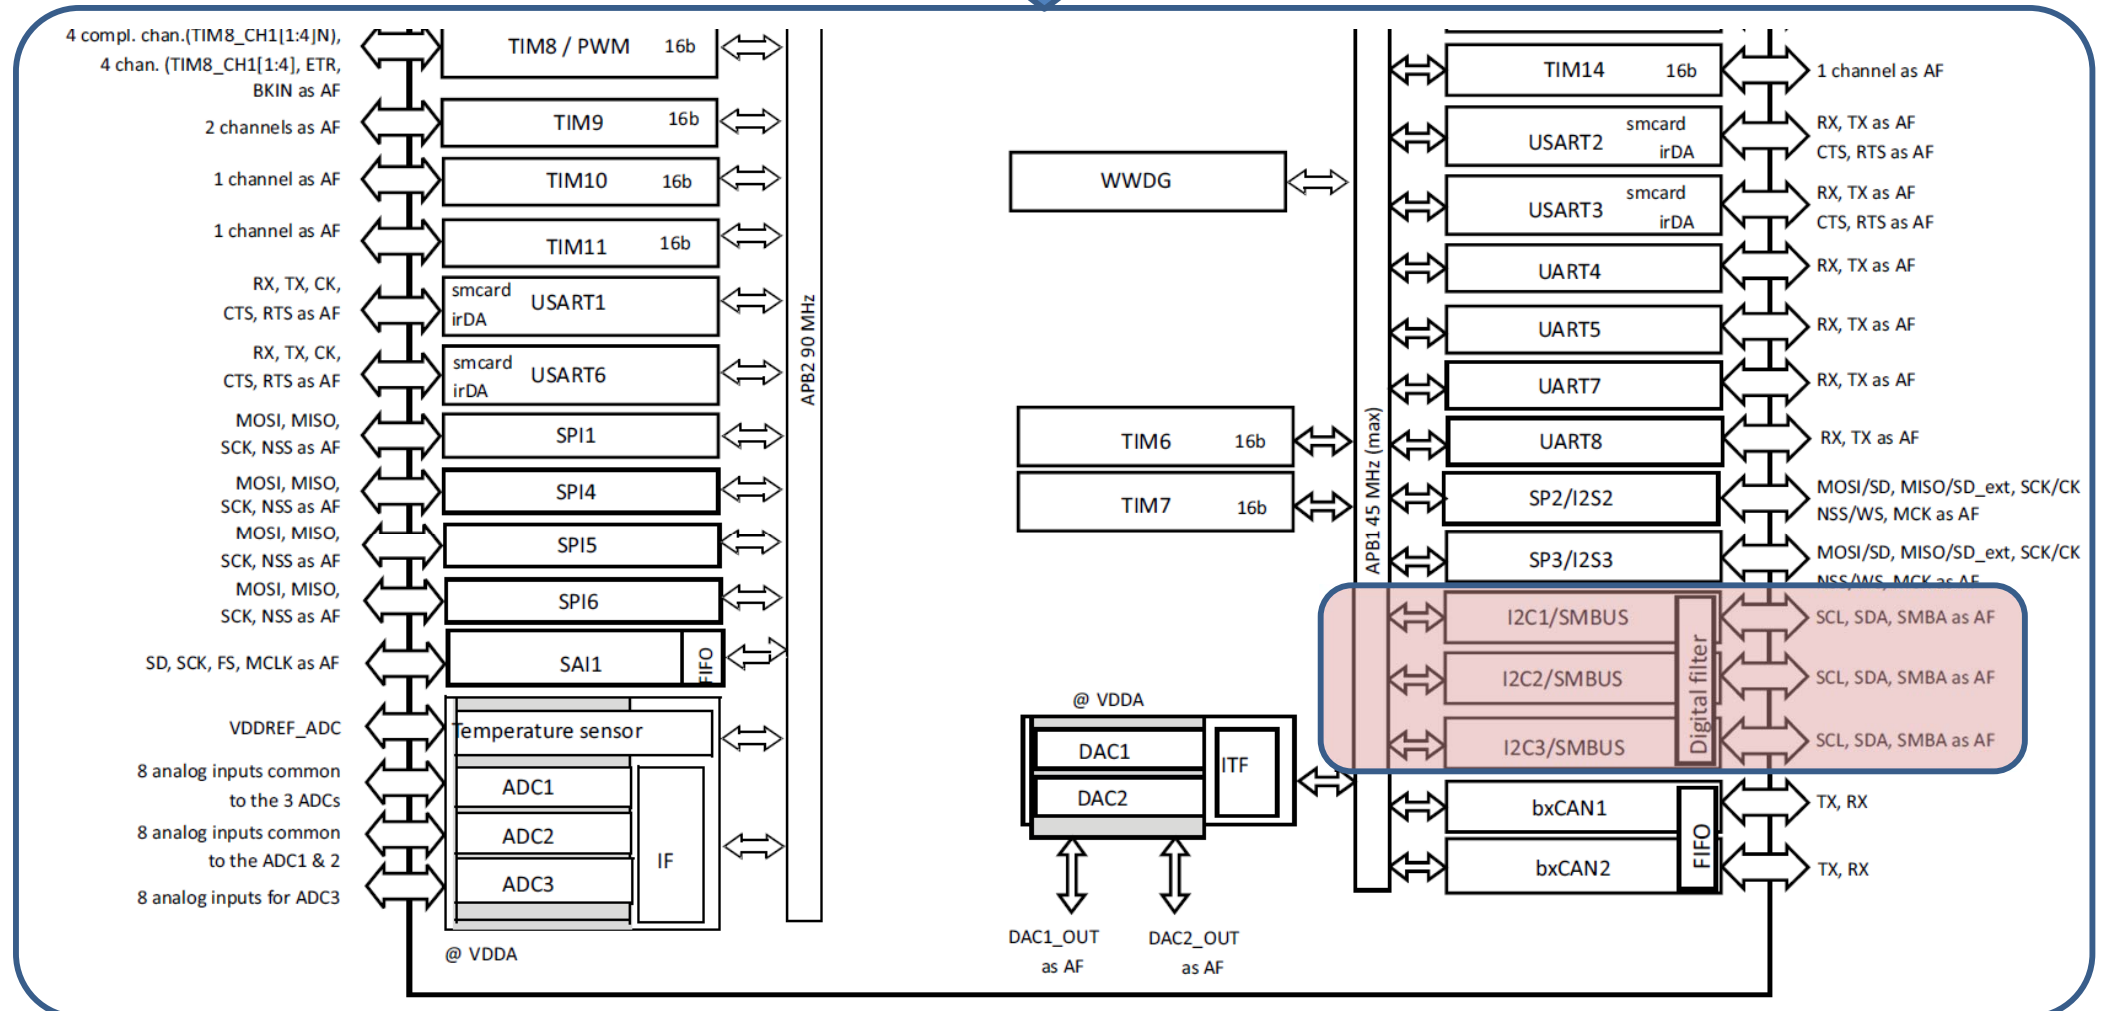 4 compl. chan.(TIM8_CH1[1:4]N),
4 chan. (TIM8_CH1[1:4], ETR,
BKIN as AF
TIM8 / PWM 16b
2 channels as AF
TIM9 16b
1 channel as AF
TIM10 16b
1 channel as AF
TIM11 16b
RX, TX, CK,
CTS, RTS as AF
smcard
irDA
USART1
RX, TX, CK,
CTS, RTS as AF
smcard
irDA
USART6
MOSI, MISO,
SCK, NSS as AF
SPI1
MOSI, MISO,
SCK, NSS as AF
SPI4
MOSI, MISO,
SCK, NSS as AF
SPI5
MOSI, MISO,
SCK, NSS as AF
SPI6
SD, SCK, FS, MCLK as AF
SAI1
FIFO
VDDREF_ADC
Temperature sensor
8 analog inputs common
to the 3 ADCs
ADC1
8 analog inputs common
to the ADC1 & 2
ADC2
8 analog inputs for ADC3
ADC3
IF
@ VDDA
APB2 90 MHz
WWDG
TIM6 16b
TIM7 16b
@ VDDA
DAC1
DAC2
ITF
DAC1_OUT
as AF
DAC2_OUT
as AF
APB1 45 MHz (max)
TIM14 16b
1 channel as AF
USART2
smcard
irDA
RX, TX as AF
CTS, RTS as AF
USART3
smcard
irDA
RX, TX as AF
CTS, RTS as AF
UART4
RX, TX as AF
UART5
RX, TX as AF
UART7
RX, TX as AF
UART8
RX, TX as AF
SP2/I2S2
MOSI/SD, MISO/SD_ext, SCK/CK
NSS/WS, MCK as AF
SP3/I2S3
MOSI/SD, MISO/SD_ext, SCK/CK
NSS/WS, MCK as AF
I2C1/SMBUS
SCL, SDA, SMBA as AF
I2C2/SMBUS
SCL, SDA, SMBA as AF
I2C3/SMBUS
SCL, SDA, SMBA as AF
Digital filter
bxCAN1
TX, RX
bxCAN2
TX, RX
FIFO